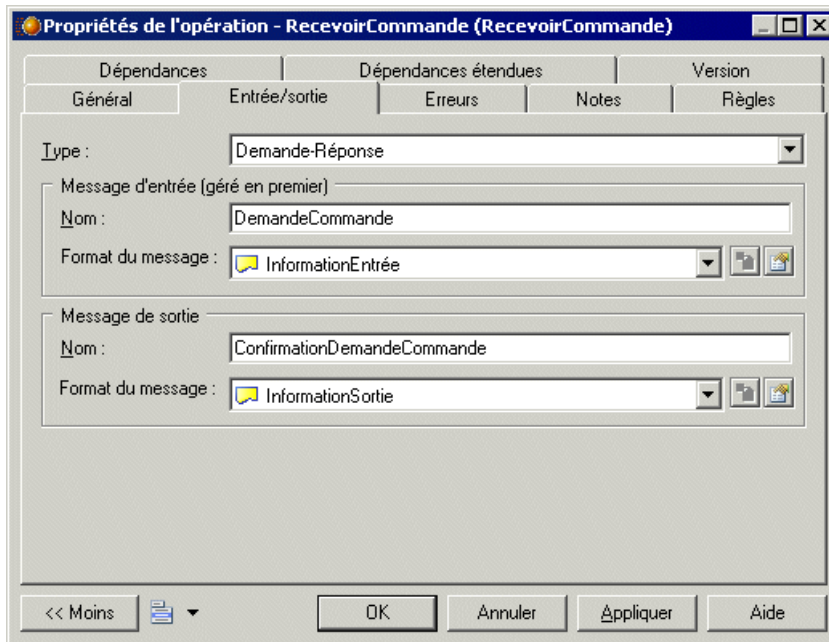 Propriétés de l'opération - RecevoirCommande (RecevoirCommande)
Dépendances Dépendances étendues Version
Général Entrée/sortie Erreurs Notes Règles
Type : Demande-Réponse
Message d'entrée (géré en premier)
Nom : DemandeCommande
Format du message : InformationEntrée
Message de sortie
Nom : ConfirmationDemandeCommande
Format du message : InformationSortie
<< Moins OK Annuler Appliquer Aide